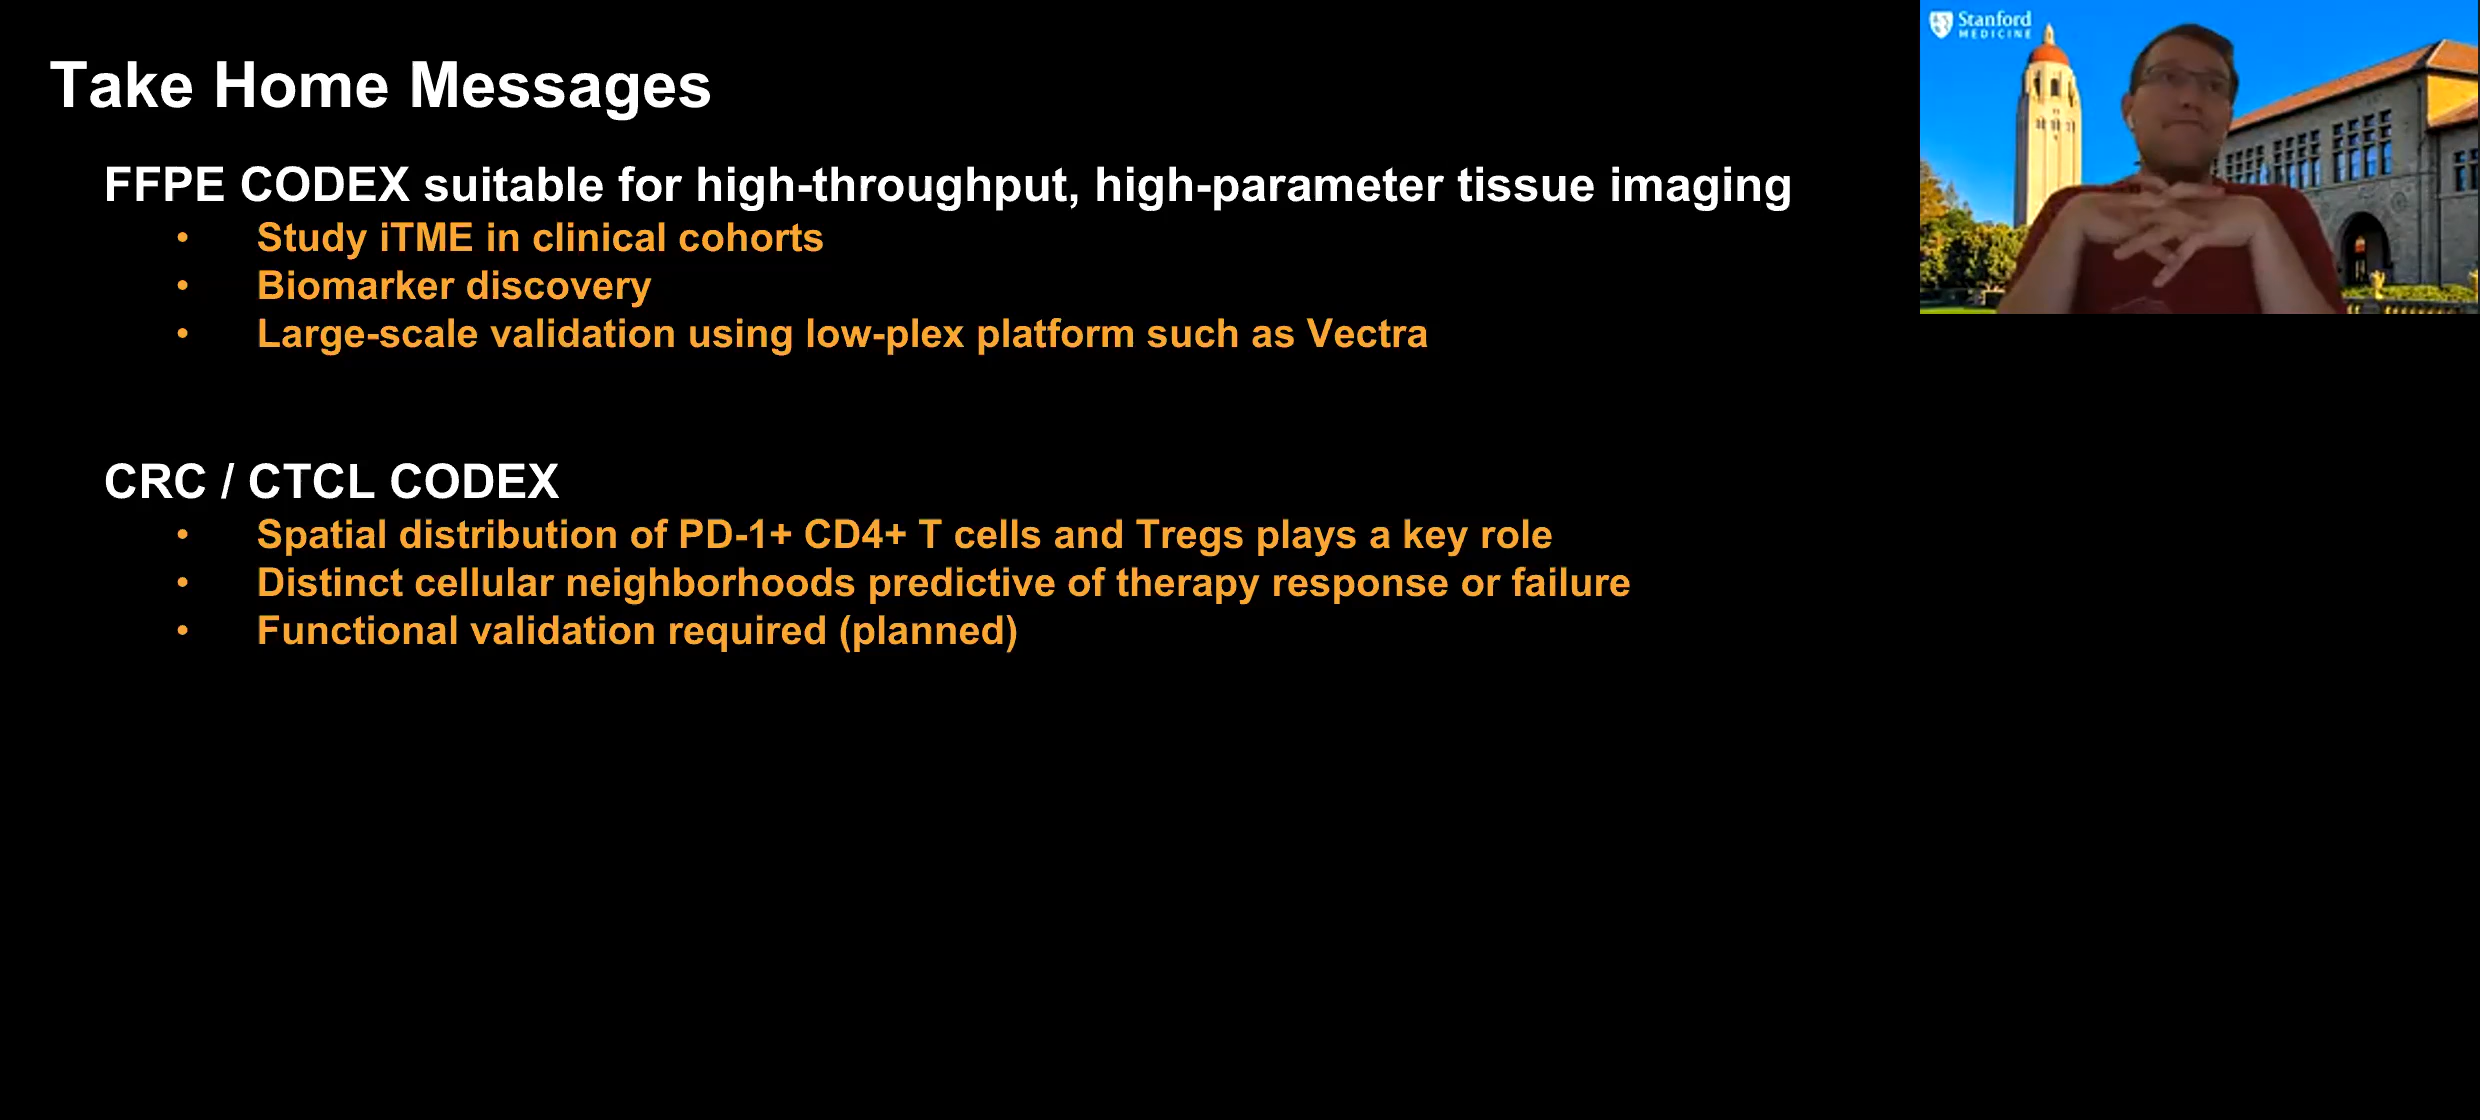 Take Home Messages
FFPE CODEX suitable for high-throughput, high-parameter tissue imaging
• Study iTME in clinical cohorts
• Biomarker discovery
• Large-scale validation using low-plex platform such as Vectra
CRC / CTCL CODEX
• Spatial distribution of PD-1+ CD4+ T cells and Tregs plays a key role
• Distinct cellular neighborhoods predictive of therapy response or failure
• Functional validation required (planned)
Stanford
MEDICINE